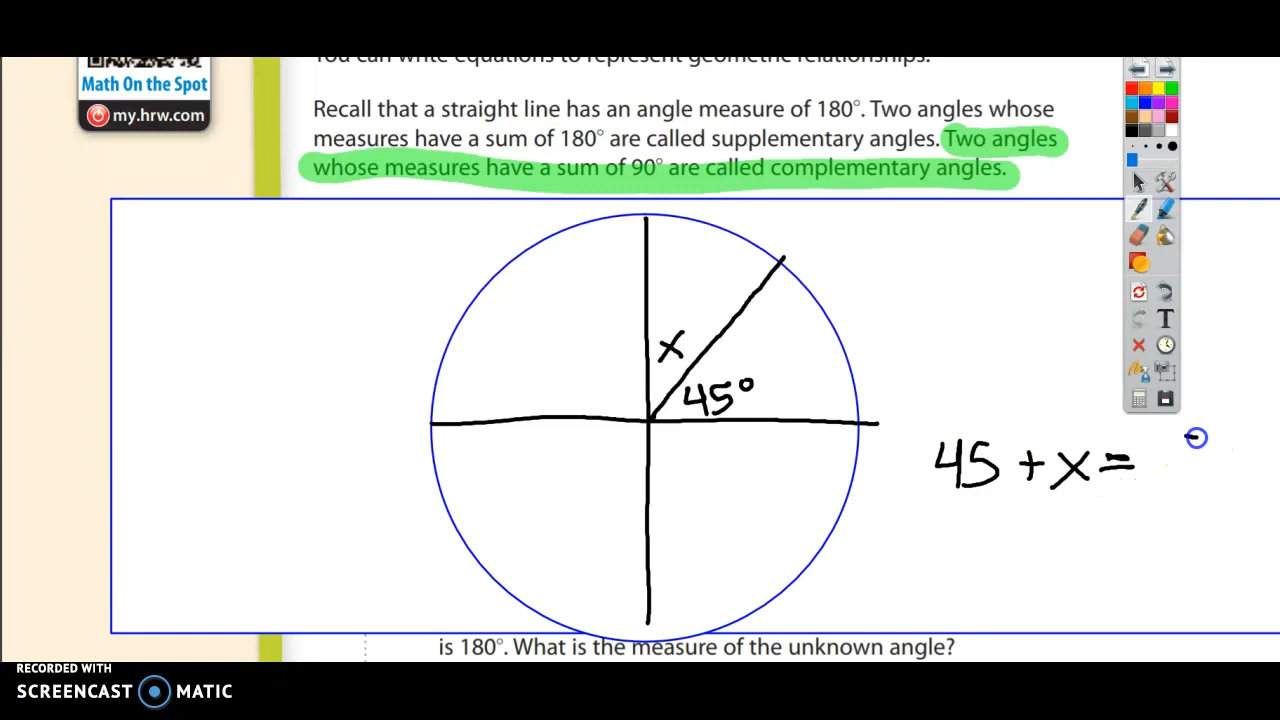 You can write equations to represent geometric relationships.
Math On the Spot
my.hrw.com
Recall that a straight line has an angle measure of 180°. Two angles whose
measures have a sum of 180° are called supplementary angles. Two angles
whose measures have a sum of 90° are called complementary angles.
x
45°
45 + x =
T
is 180°. What is the measure of the unknown angle?
RECORDED WITH
SCREENCAST MATIC